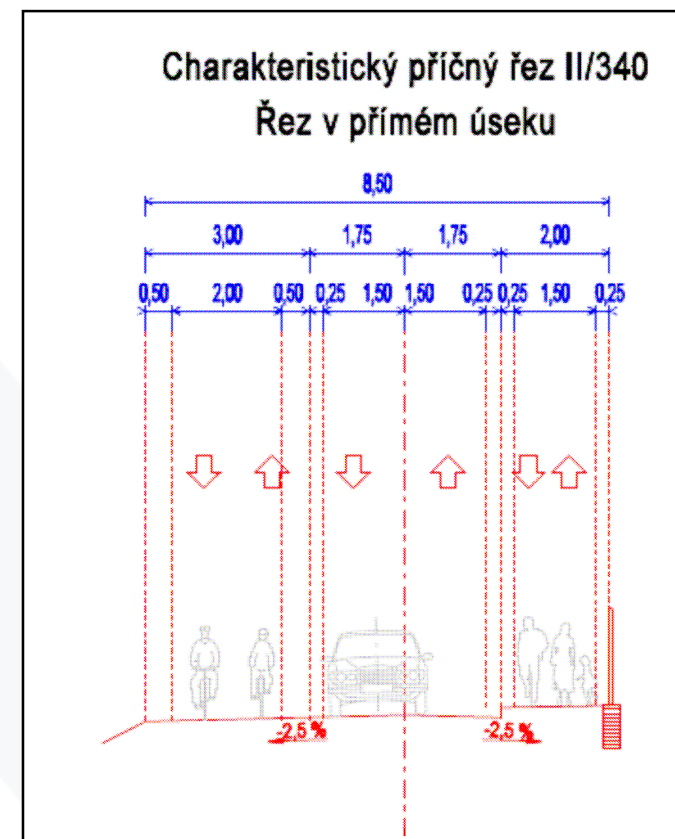 Charakteristický příčný řez II/340
Řez v přímém úseku
8,50
3,00 1,75 1,75 2,00
0,50 2,00 0,50 0,25 1,50 1,50 0,25 0,25 1,50 0,25
-2,5 % -2,5 %